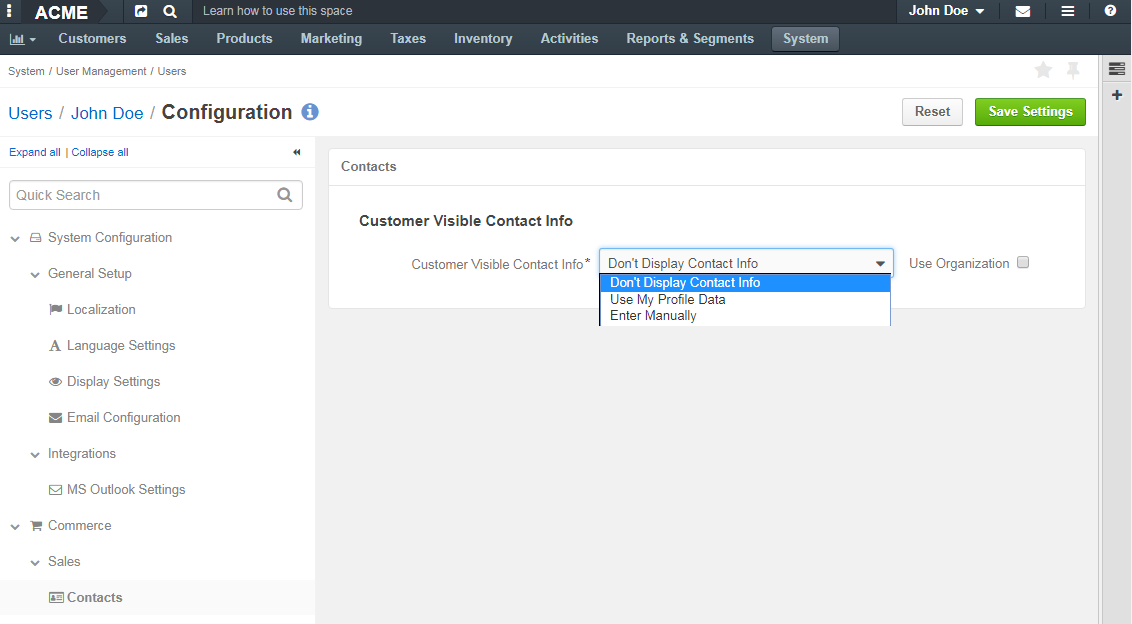 ACME Learn how to use this space John Doe
Customers Sales Products Marketing Taxes Inventory Activities Reports & Segments System
System / User Management / Users
Users / John Doe / Configuration Reset Save Settings
Expand all | Collapse all
Quick Search
System Configuration
General Setup
Localization
Language Settings
Display Settings
Email Configuration
Integrations
MS Outlook Settings
Commerce
Sales
Contacts
Contacts
Customer Visible Contact Info
Customer Visible Contact Info* Don't Display Contact Info Use Organization
Don't Display Contact Info
Use My Profile Data
Enter Manually